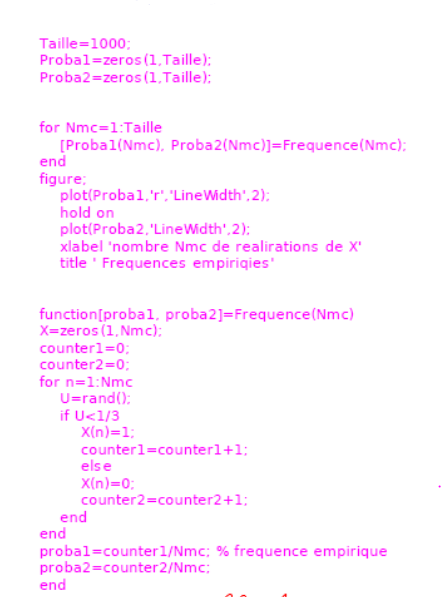 Taille=1000;
Proba1=zeros(1,Taille);
Proba2=zeros(1,Taille);
for Nmc=1:Taille
[Proba1(Nmc), Proba2(Nmc)]=Frequence(Nmc);
end
figure;
plot(Proba1,'r','LineWidth',2);
hold on
plot(Proba2,'LineWidth',2);
xlabel 'nombre Nmc de realirations de X'
title ' Frequences empiriqies'
function[proba1, proba2]=Frequence(Nmc)
X=zeros(1,Nmc);
counter1=0;
counter2=0;
for n=1:Nmc
U=rand();
if U<1/3
X(n)=1;
counter1=counter1+1;
else
X(n)=0;
counter2=counter2+1;
end
end
proba1=counter1/Nmc; % frequence empirique
proba2=counter2/Nmc;
end